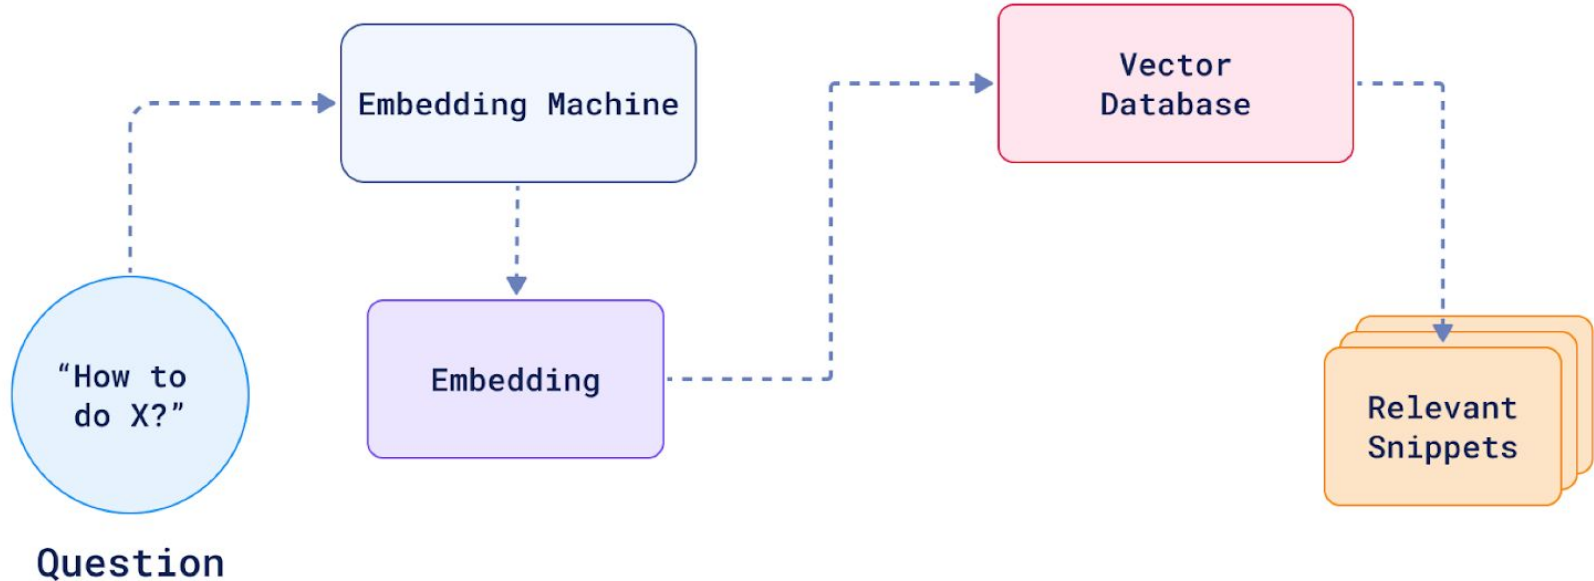 “How to
do X?”
Question
Embedding Machine
Embedding
Vector
Database
Relevant
Snippets